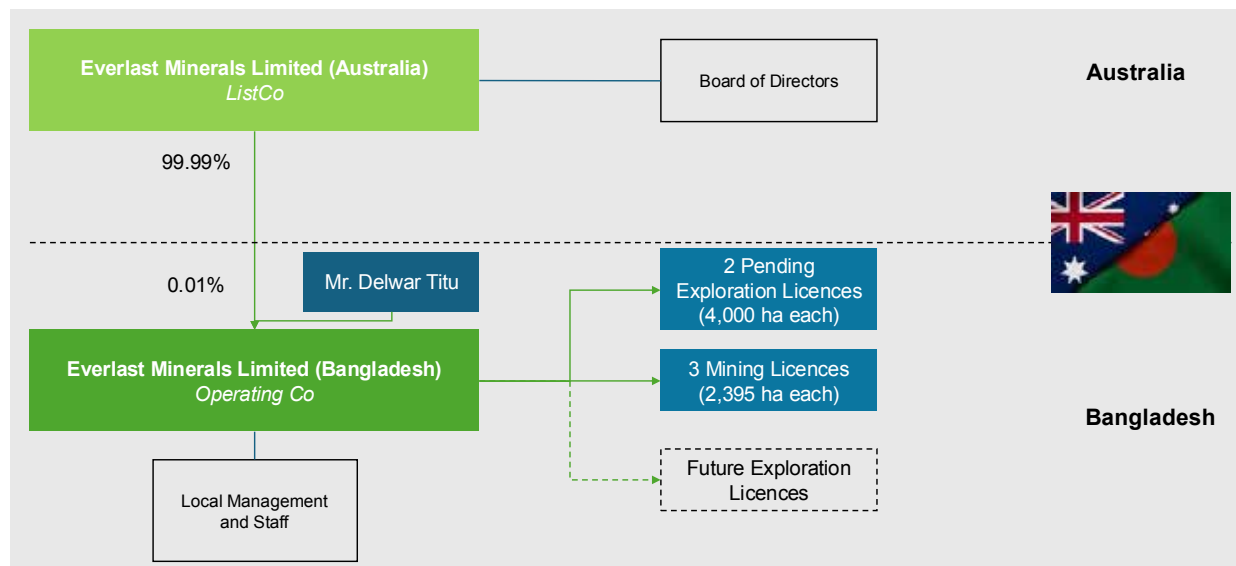 Everlast Minerals Limited (Australia)
ListCo
Board of Directors
Australia
99.99%
0.01%
Mr. Delwar Titu
2 Pending
Exploration Licences
(4,000 ha each)
Everlast Minerals Limited (Bangladesh)
Operating Co
3 Mining Licences
(2,395 ha each)
Bangladesh
Future Exploration
Licences
Local Management
and Staff